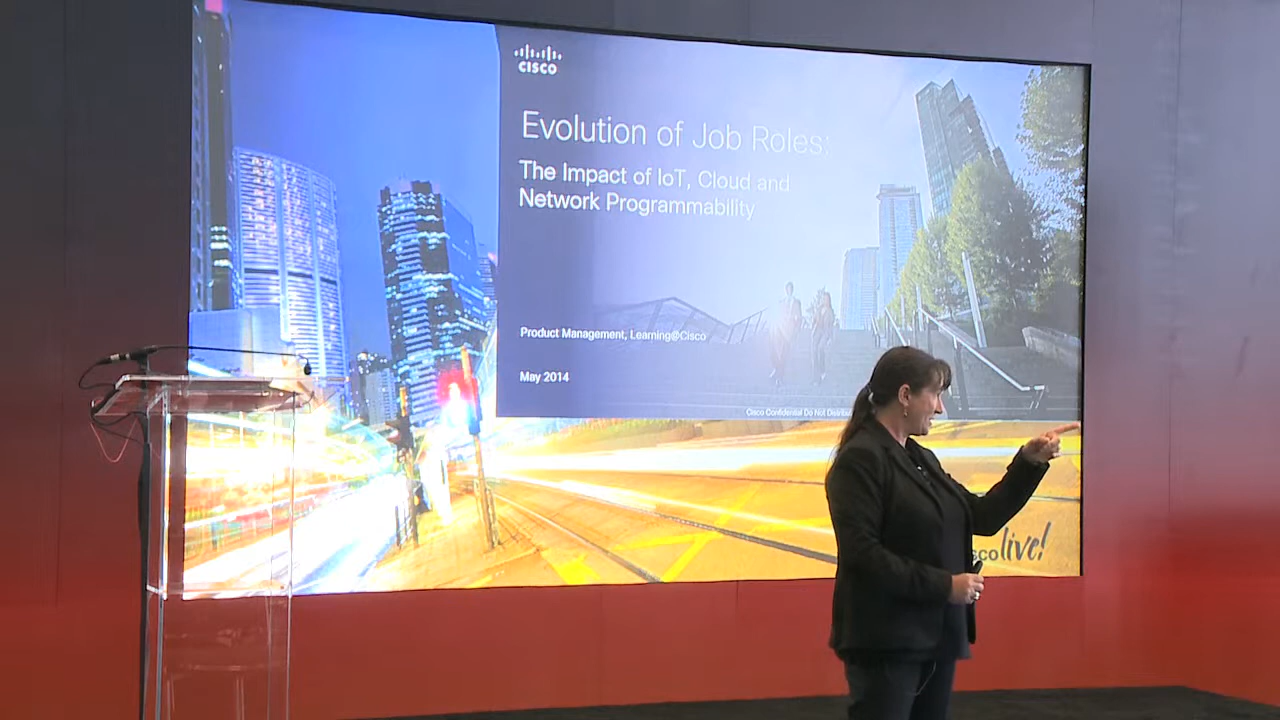 CISCO
Evolution of Job Roles:
The Impact of IoT, Cloud and
Network Programmability
Product Management, Learning@Cisco
May 2014
Cisco Confidential Do Not
live!